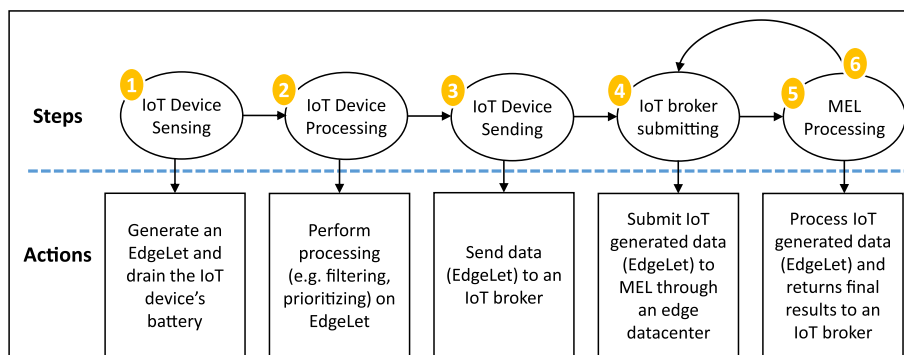 1
IoT Device
Sensing
2
IoT Device
Processing
3
IoT Device
Sending
4
IoT broker
submitting
5
6
MEL
Processing
Steps
Actions
Generate an
EdgeLet and
drain the IoT
device's
battery
Perform
processing
(e.g. filtering,
prioritizing) on
EdgeLet
Send data
(EdgeLet) to an
IoT broker
Submit IoT
generated data
(EdgeLet) to
MEL through
an edge
datacenter
Process IoT
generated data
(EdgeLet) and
returns final
results to an
IoT broker